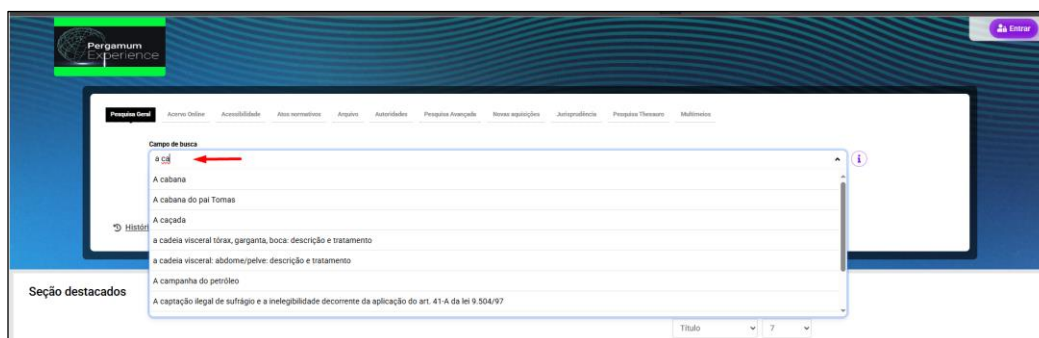 Pergamum
Experience
Entrar
Pesquisa Geral Acervo Online Acessibilidade Atos normativos Arquivo Autoridades Pesquisa Avançada Novas aquisições Jurisprudência Pesquisa Thesauro Multimeios
Campo de busca
a ca
i
A cabana
A cabana do pai Tomas
A caçada
a cadeia visceral tórax, garganta, boca: descrição e tratamento
Histór
a cadeia visceral: abdome/pelve: descrição e tratamento
A campanha do petróleo
Seção destacados
A captação ilegal de sufrágio e a inelegibilidade decorrente da aplicação do art. 41-A da lei 9.504/97
Título 7